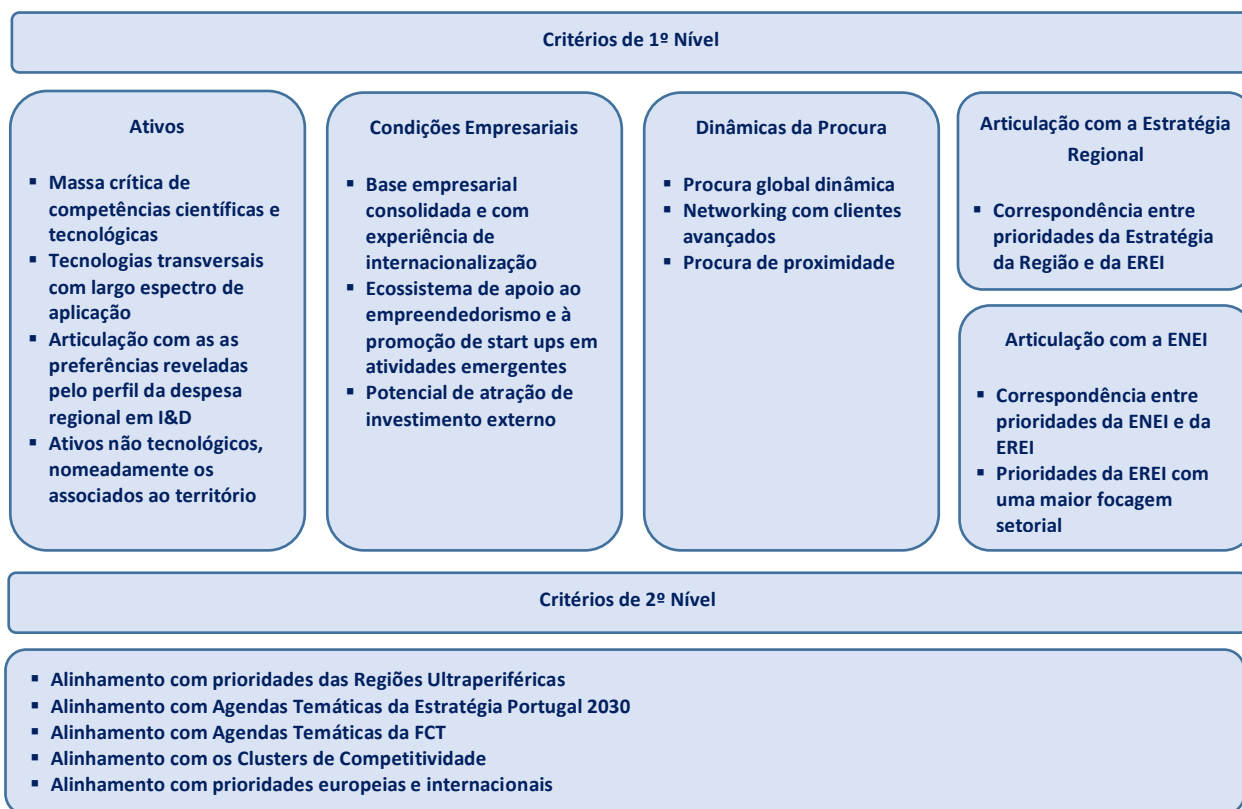 Critérios de 1º Nível
Ativos
▪ Massa crítica de
competências científicas e
tecnológicas
▪ Tecnologias transversais
com largo espectro de
aplicação
▪ Articulação com as as
preferências reveladas
pelo perfil da despesa
regional em I&D
▪ Ativos não tecnológicos,
nomeadamente os
associados ao território
Condições Empresariais
▪ Base empresarial
consolidada e com
experiência de
internacionalização
▪ Ecossistema de apoio ao
empreendedorismo e à
promoção de start ups em
atividades emergentes
▪ Potencial de atração de
investimento externo
Dinâmicas da Procura
▪ Procura global dinâmica
▪ Networking com clientes
avançados
▪ Procura de proximidade
Articulação com a Estratégia
Regional
▪ Correspondência entre
prioridades da Estratégia
da Região e da EREI
Articulação com a ENEI
▪ Correspondência entre
prioridades da ENEI e da
EREI
▪ Prioridades da EREI com
uma maior focagem
setorial
Critérios de 2º Nível
▪ Alinhamento com prioridades das Regiões Ultraperiféricas
▪ Alinhamento com Agendas Temáticas da Estratégia Portugal 2030
▪ Alinhamento com Agendas Temáticas da FCT
▪ Alinhamento com os Clusters de Competitividade
▪ Alinhamento com prioridades europeias e internacionais